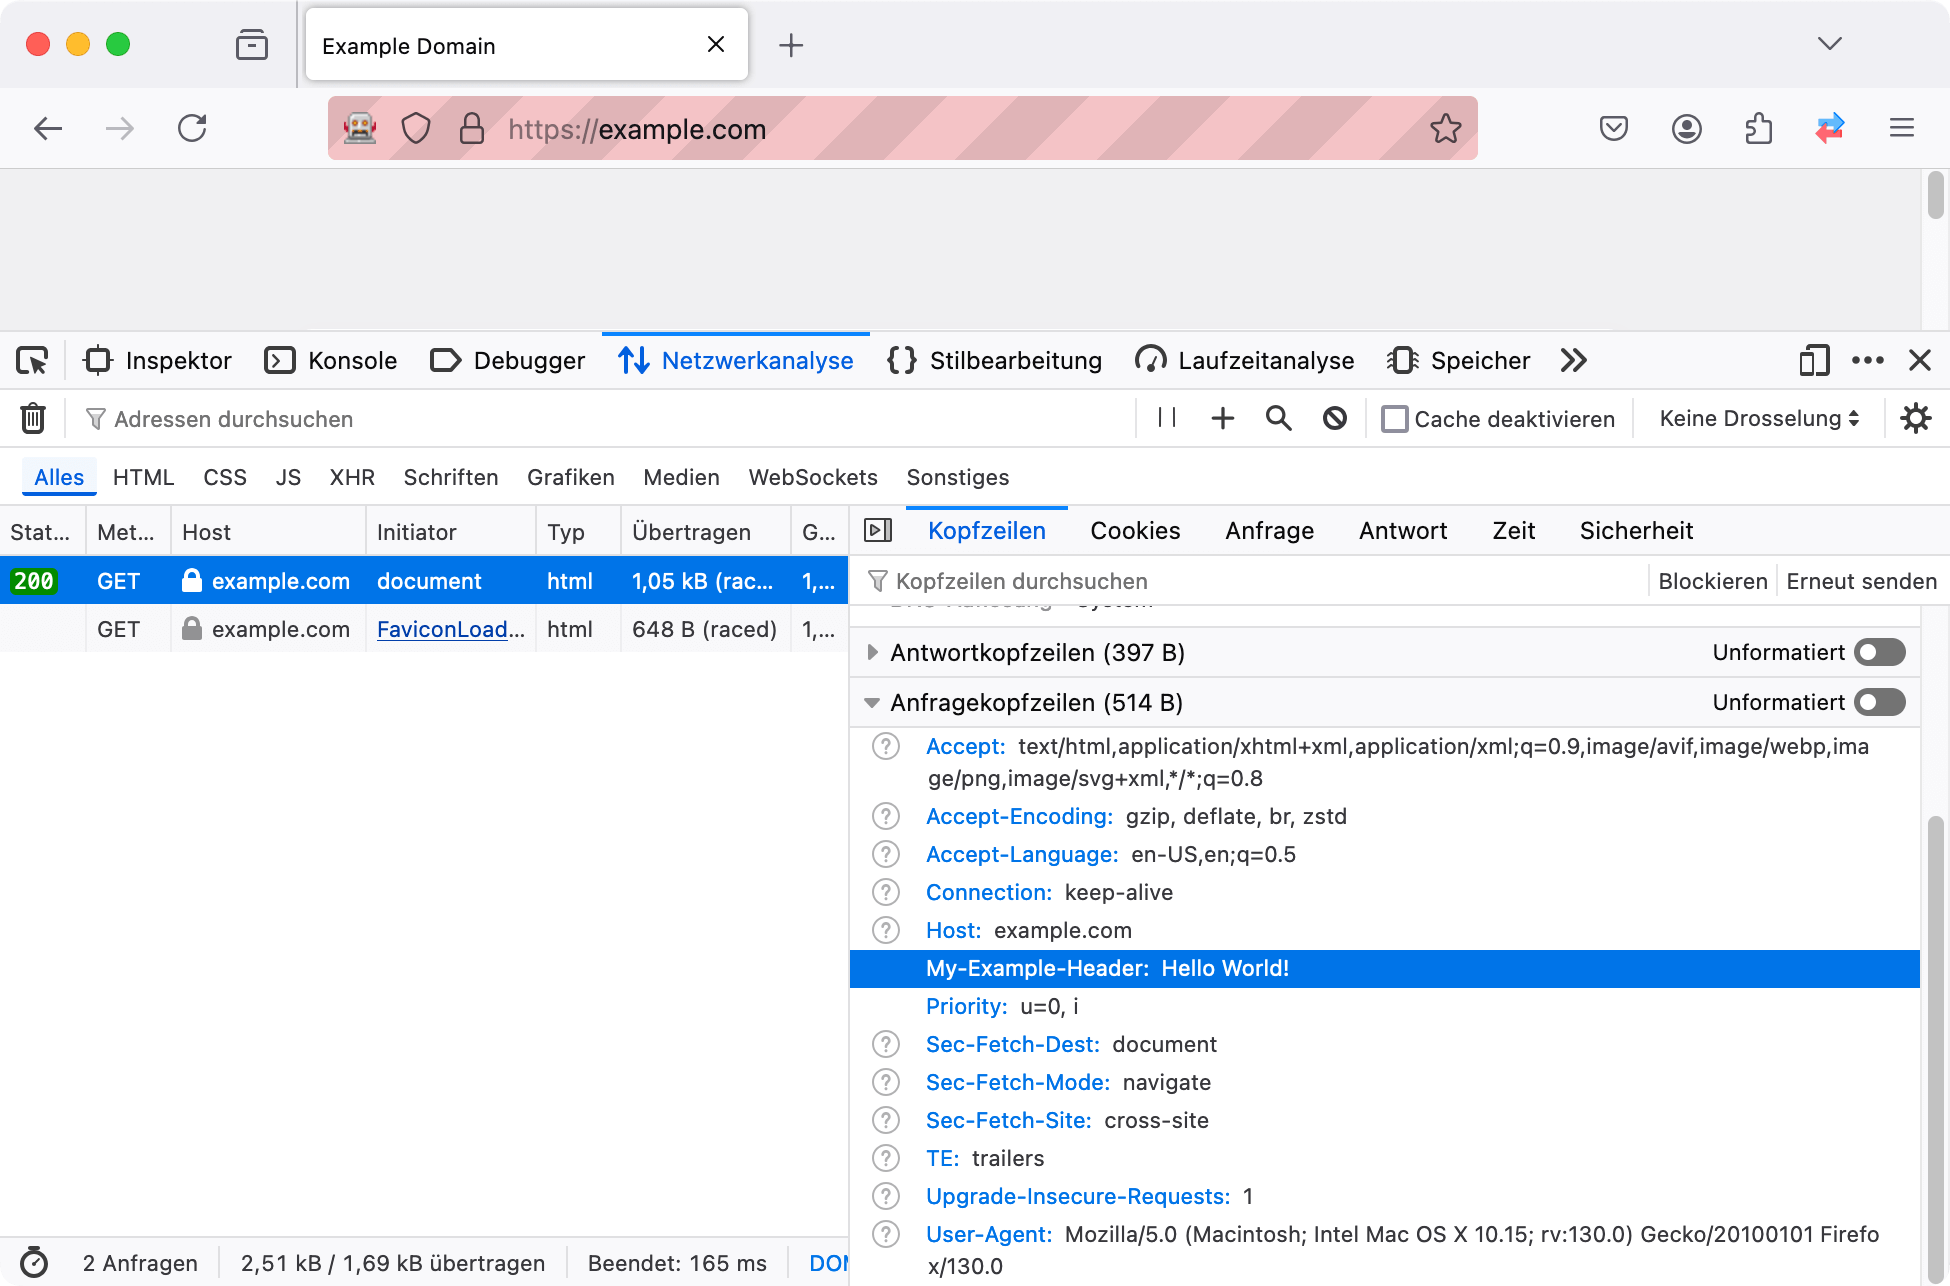 Example Domain
https://example.com
Inspektor Konsole Debugger Netzwerkanalyse Stilbearbeitung Laufzeitanalyse Speicher
Adressen durchsuchen Cache deaktivieren Keine Drosselung
Alles HTML CSS JS XHR Schriften Grafiken Medien WebSockets Sonstiges
Stat... Met... Host Initiator Typ Übertragen G...
200 GET example.com document html 1,05 kB (rac... 1,...
GET example.com FaviconLoad... html 648 B (raced) 1,...
Kopfzeilen Cookies Anfrage Antwort Zeit Sicherheit
Kopfzeilen durchsuchen Blockieren Erneut senden
Antwortkopfzeilen (397 B) Unformatiert
Anfragekopfzeilen (514 B) Unformatiert
Accept: text/html,application/xhtml+xml,application/xml;q=0.9,image/avif,image/webp,ima
ge/png,image/svg+xml,*/*;q=0.8
Accept-Encoding: gzip, deflate, br, zstd
Accept-Language: en-US,en;q=0.5
Connection: keep-alive
Host: example.com
My-Example-Header: Hello World!
Priority: u=0, i
Sec-Fetch-Dest: document
Sec-Fetch-Mode: navigate
Sec-Fetch-Site: cross-site
TE: trailers
Upgrade-Insecure-Requests: 1
User-Agent: Mozilla/5.0 (Macintosh; Intel Mac OS X 10.15; rv:130.0) Gecko/20100101 Firefo
x/130.0
2 Anfragen 2,51 kB / 1,69 kB übertragen Beendet: 165 ms